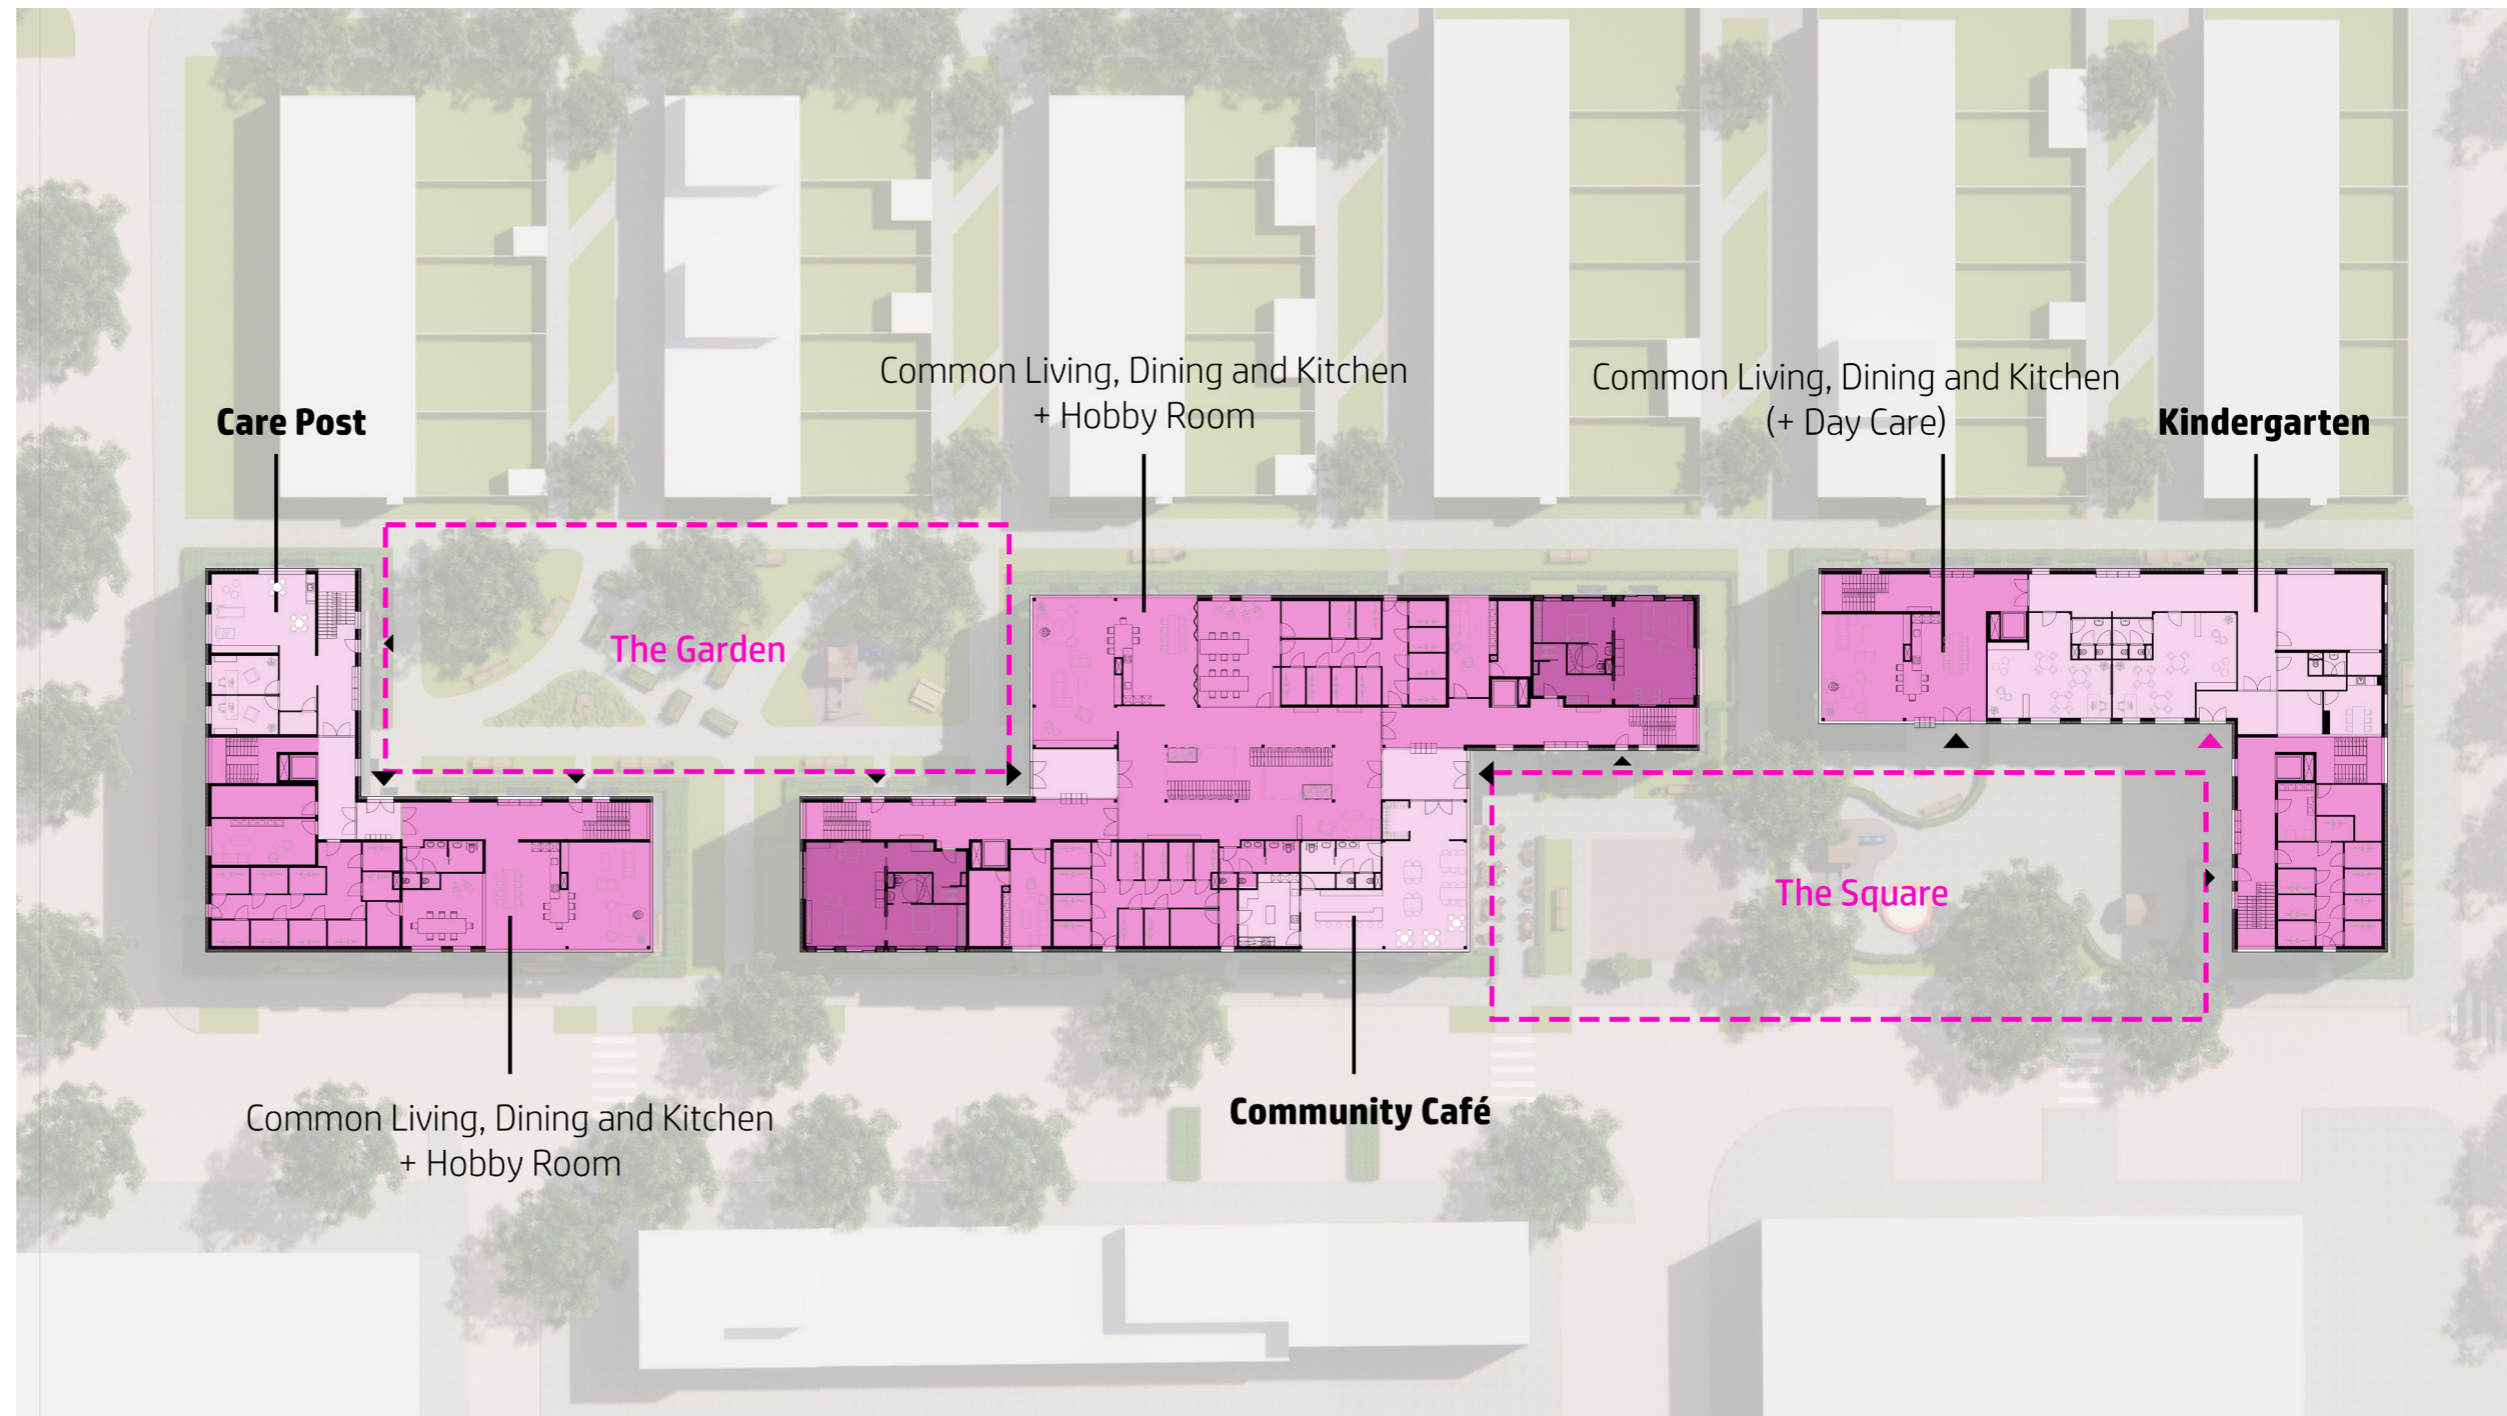 Common Living, Dining and Kitchen
+ Hobby Room
Common Living, Dining and Kitchen
(+ Day Care)
Care Post
Kindergarten
The Garden
The Square
Common Living, Dining and Kitchen
+ Hobby Room
Community Café